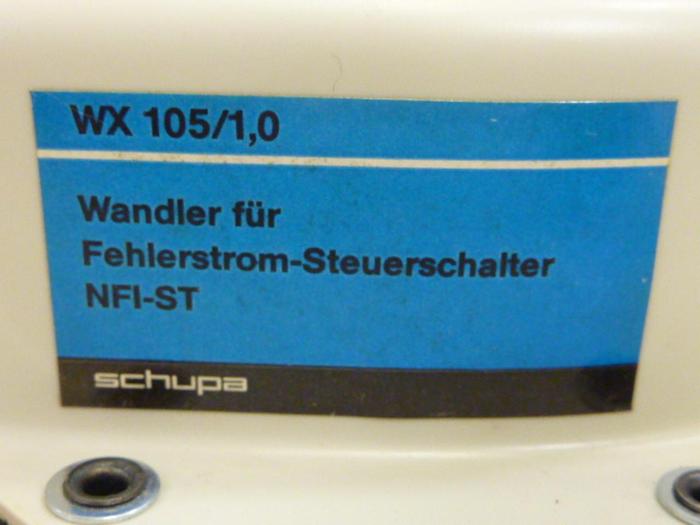 WX 105/1,0
Wandler für
Fehlerstrom-Steuerschalter
NFI-ST
schupa